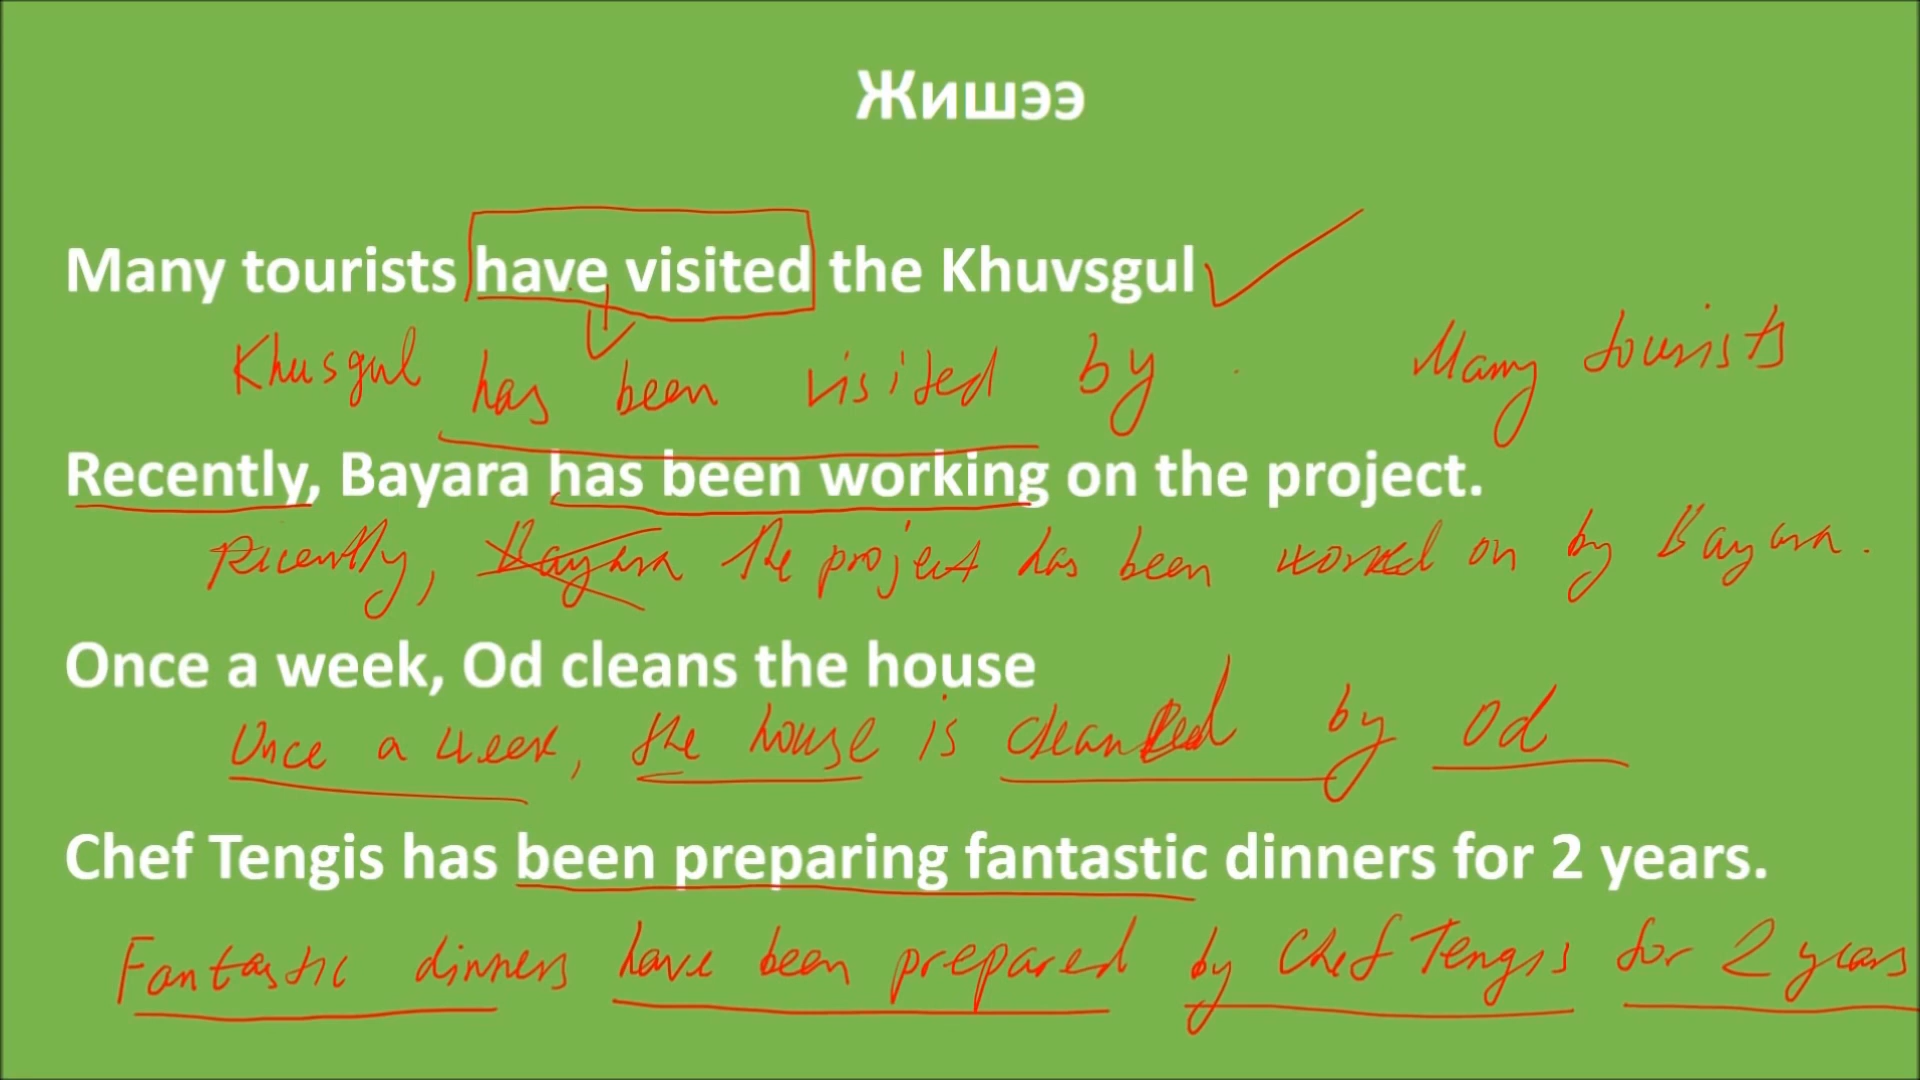 Жишээ
Many tourists have visited the Khuvsgul
Khusgul has been visited by Many tourists
Recently, Bayara has been working on the project.
Recently, Bayara the project has been worked on by Bayara.
Once a week, Od cleans the house
Once a week, the house is cleaned by Od
Chef Tengis has been preparing fantastic dinners for 2 years.
Fantastic dinners have been prepared by Chef Tengis for 2 years